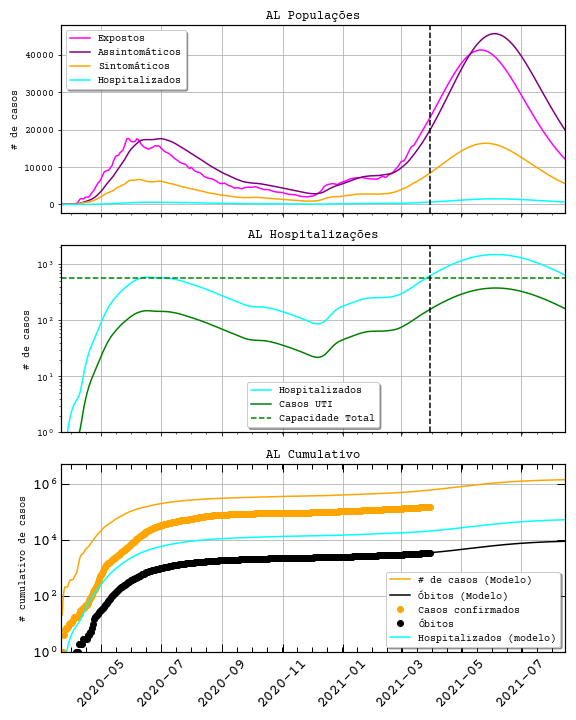 AL Populações
# de casos
40000
30000
20000
10000
0
Expostos
Assintomáticos
Sintomáticos
Hospitalizados
AL Hospitalizações
# de casos
10³
10²
10¹
10⁰
Hospitalizados
Casos UTI
Capacidade Total
AL Cumulativo
# cumulativo de casos
10⁶
10⁴
10²
10⁰
# de casos (Modelo)
Óbitos (Modelo)
Casos confirmados
Óbitos
Hospitalizados (modelo)
2020-05
2020-07
2020-09
2020-11
2021-01
2021-03
2021-05
2021-07